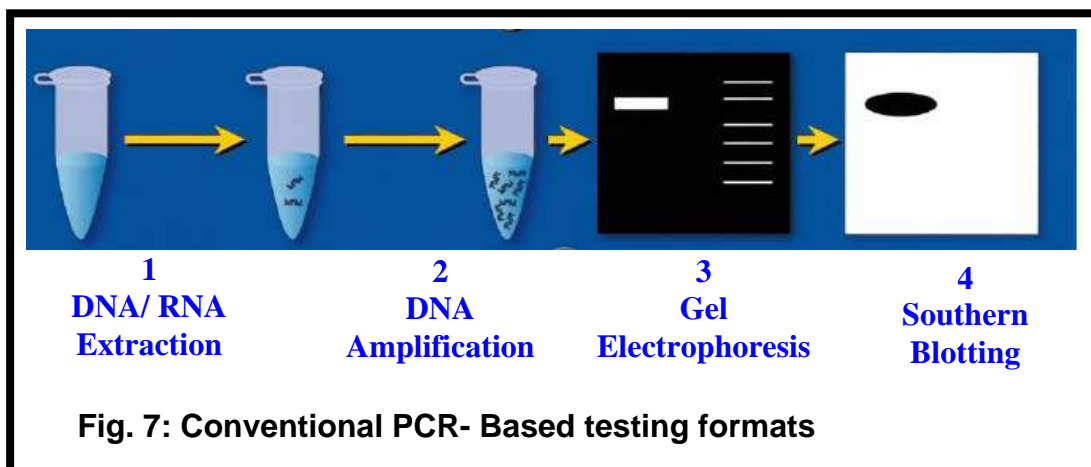 1
DNA/ RNA
Extraction
2
DNA
Amplification
3
Gel
Electrophoresis
4
Southern
Blotting
Fig. 7: Conventional PCR- Based testing formats